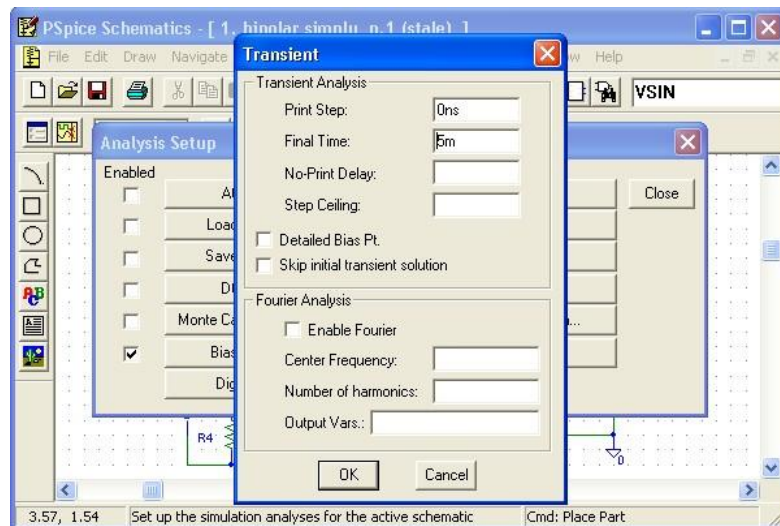 PSpice Schematics - [ 1. bipolar simplu p.1 (stale) ]
File Edit Draw Navigate Help
VSIN
Analysis Setup
Enabled
Close
Monte
R4
0
Transient
Transient Analysis
Print Step: 0ns
Final Time: 5m
No-Print Delay:
Step Ceiling:
Detailed Bias Pt.
Skip initial transient solution
Fourier Analysis
Enable Fourier
Center Frequency:
Number of harmonics:
Output Vars.:
OK Cancel
3.57, 1.54 Set up the simulation analyses for the active schematic Cmd: Place Part